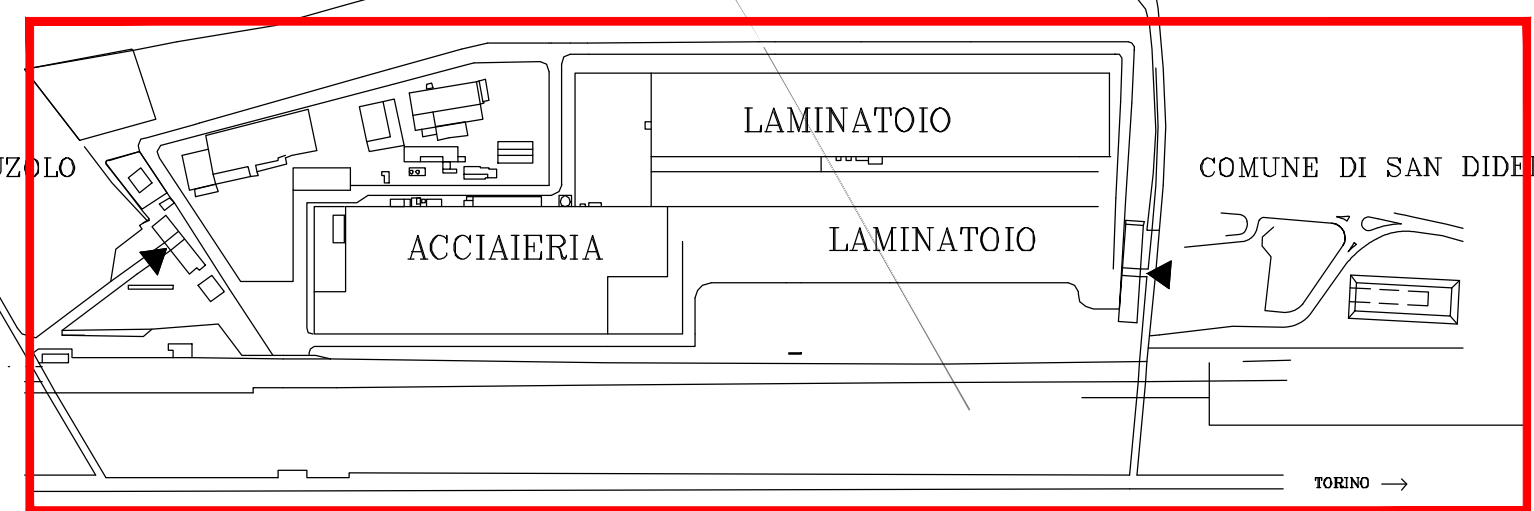 LAMINATOIO
UZOLO
COMUNE DI SAN DIDE
ACCIAIERIA
LAMINATOIO
TORINO